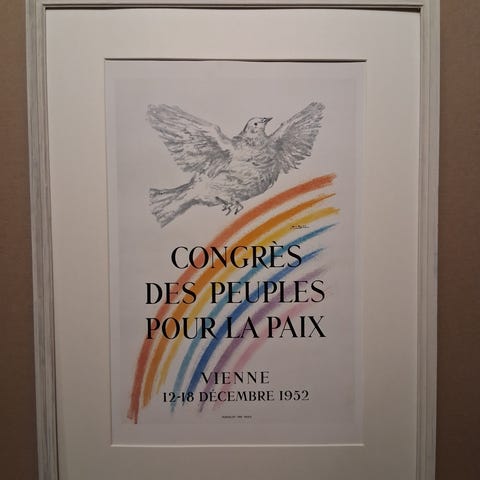 CONGRÈS
DES PEUPLES
POUR LA PAIX
VIENNE
12-18 DÉCEMBRE 1952